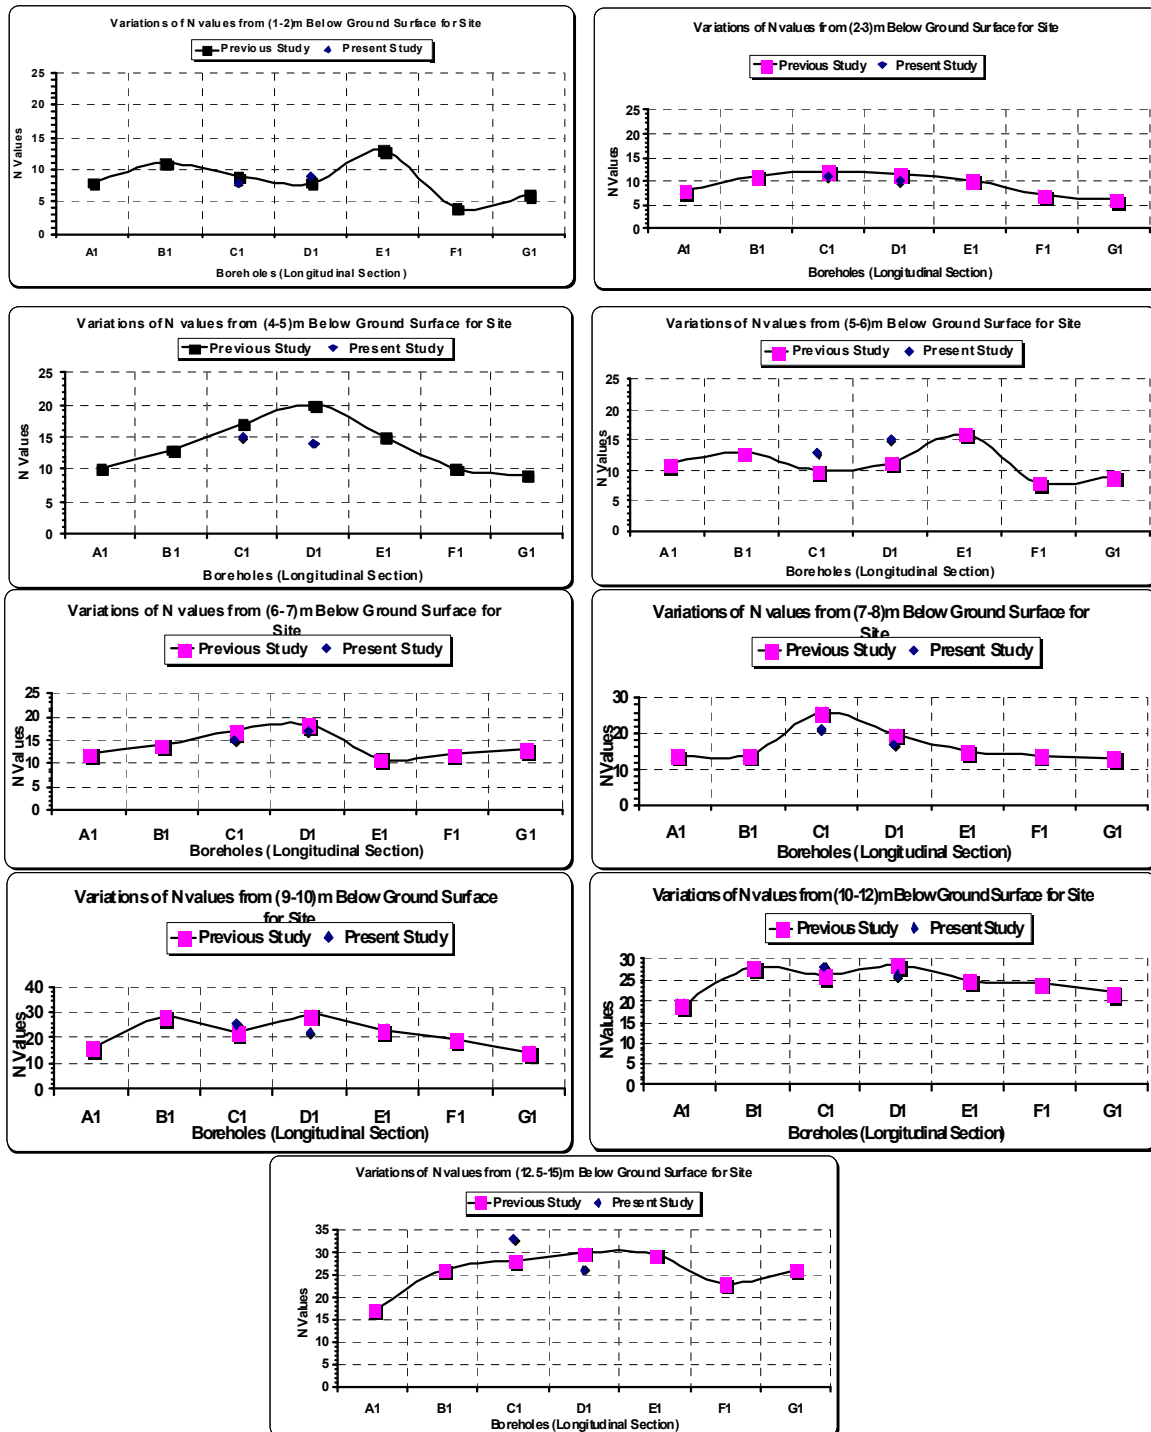 Variations of N values from (1-2)m Below Ground Surface for Site
Previous Study Present Study
25
20
15
10
5
0
N Values
A1 B1 C1 D1 E1 F1 G1
Boreholes (Longitudinal Section)
Variations of N values from (2-3)m Below Ground Surface for Site
Previous Study Present Study
25
20
15
10
5
0
N Values
A1 B1 C1 D1 E1 F1 G1
Boreholes (Longitudinal Section)
Variations of N values from (4-5)m Below Ground Surface for Site
Previous Study Present Study
25
20
15
10
5
0
N Values
A1 B1 C1 D1 E1 F1 G1
Boreholes (Longitudinal Section)
Variations of N values from (5-6)m Below Ground Surface for Site
Previous Study Present Study
25
20
15
10
5
0
N Values
A1 B1 C1 D1 E1 F1 G1
Boreholes (Longitudinal Section)
Variations of N values from (6-7)m Below Ground Surface for
Site
Previous Study Present Study
25
20
15
10
5
0
N Values
A1 B1 C1 D1 E1 F1 G1
Boreholes (Longitudinal Section)
Variations of N values from (7-8)m Below Ground Surface for
Site
Previous Study Present Study
30
20
10
0
N Values
A1 B1 C1 D1 E1 F1 G1
Boreholes (Longitudinal Section)
Variations of N values from (9-10)m Below Ground Surface
for Site
Previous Study Present Study
40
30
20
10
0
N Values
A1 B1 C1 D1 E1 F1 G1
Boreholes (Longitudinal Section)
Variations of N values from (10-12)m Below Ground Surface for Site
Previous Study Present Study
30
25
20
15
10
5
0
N Values
A1 B1 C1 D1 E1 F1 G1
Boreholes (Longitudinal Section)
Variations of N values from (12.5-15)m Below Ground Surface for Site
Previous Study Present Study
35
30
25
20
15
10
5
0
N Values
A1 B1 C1 D1 E1 F1 G1
Boreholes (Longitudinal Section)